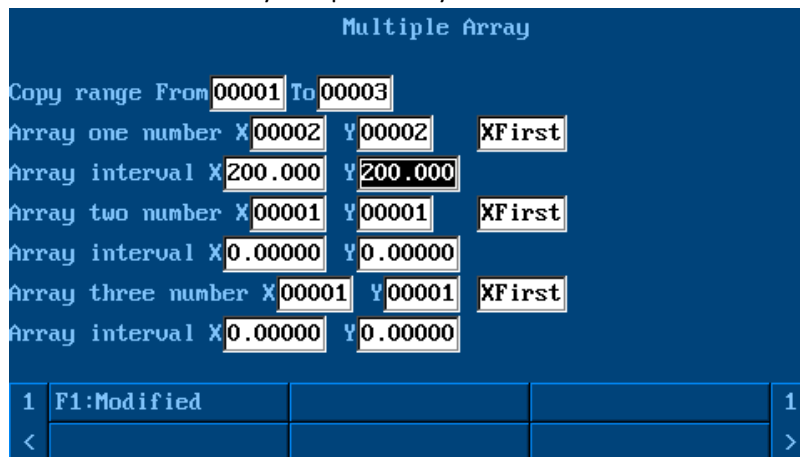 Multiple Array
Copy range From 00001 To 00003
Array one number X 00002 Y 00002 XFirst
Array interval X 200.000 Y 200.000
Array two number X 00001 Y 00001 XFirst
Array interval X 0.00000 Y 0.00000
Array three number X 00001 Y 00001 XFirst
Array interval X 0.00000 Y 0.00000
1 F1:Modified 1
< >